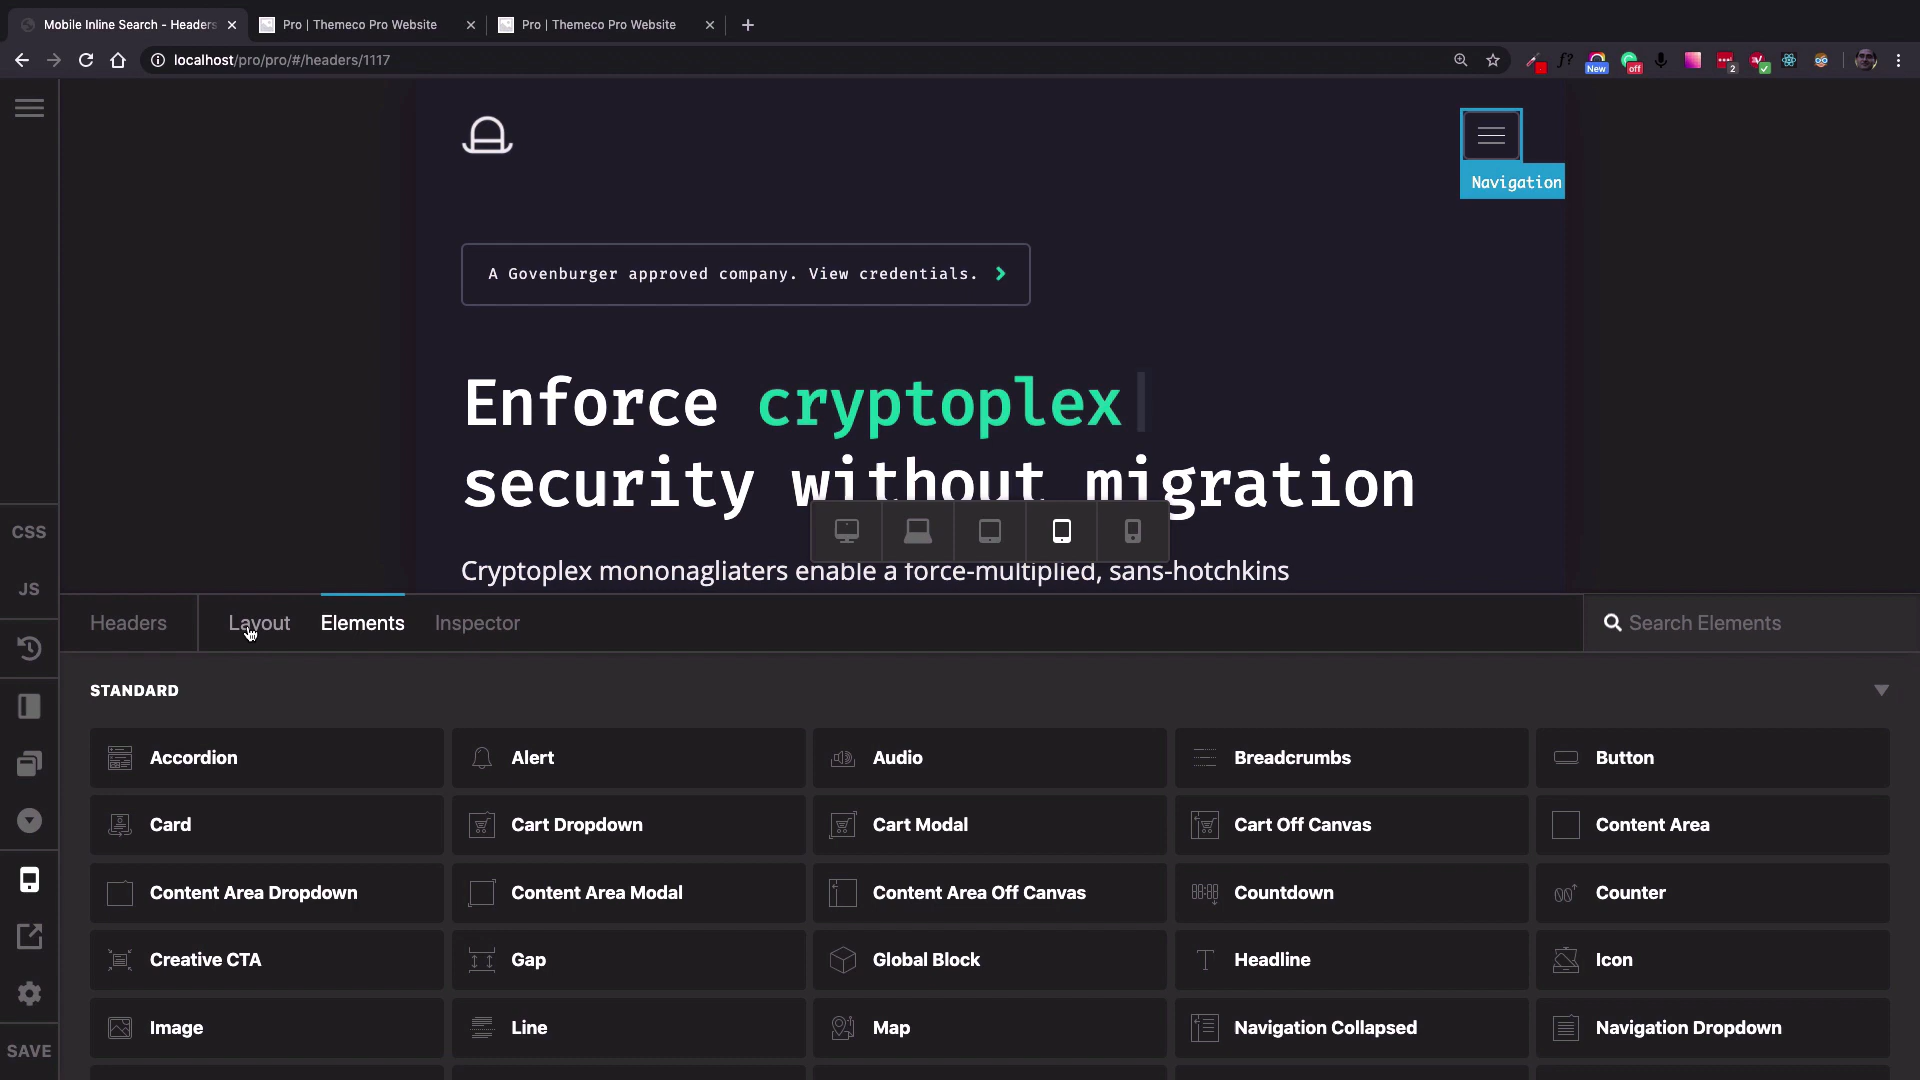 Mobile Inline Search - Headers
Pro | Themeco Pro Website
Pro | Themeco Pro Website
localhost/pro/pro/#/headers/1117
f?
New
off
2
Navigation
A Govenburger approved company. View credentials.
Enforce cryptoplex
security without migration
Cryptoplex mononagliaters enable a force-multiplied, sans-hotchkins
CSS
JS
SAVE
Headers
Layout
Elements
Inspector
Search Elements
STANDARD
Accordion
Alert
Audio
Breadcrumbs
Button
Card
Cart Dropdown
Cart Modal
Cart Off Canvas
Content Area
Content Area Dropdown
Content Area Modal
Content Area Off Canvas
Countdown
Counter
Creative CTA
Gap
Global Block
Headline
Icon
Image
Line
Map
Navigation Collapsed
Navigation Dropdown